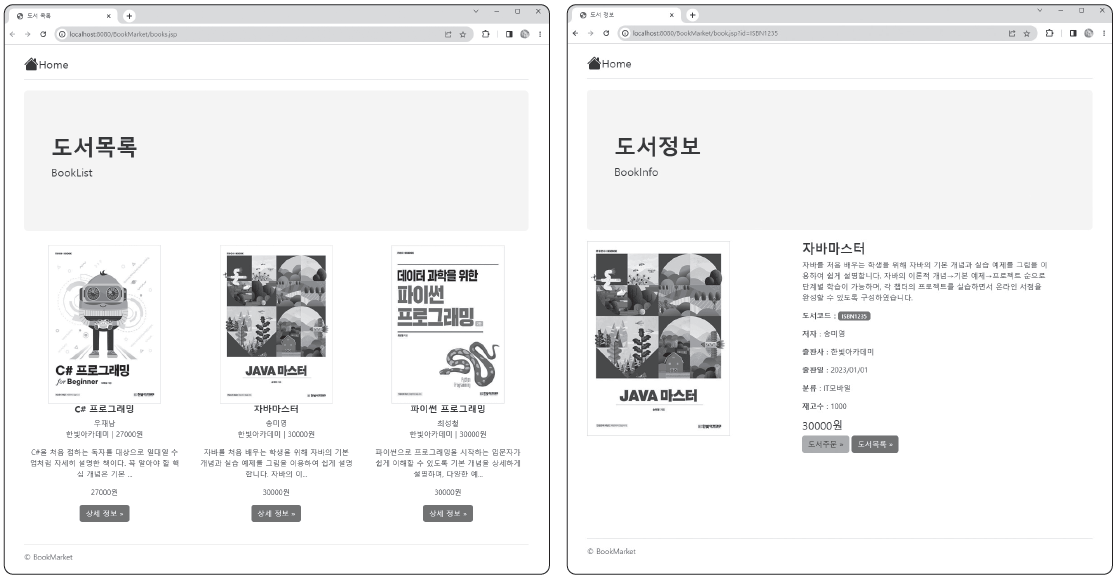 도서 목록
localhost:8080/BookMarket/books.jsp
Home
도서목록
BookList
C# 프로그래밍
for Beginner
C# 프로그래밍
우재남
한빛아카데미 | 27000원
C#을 처음 접하는 독자를 대상으로 일대일 수
업처럼 자세히 설명한 책이다. 꼭 알아야 할 핵
심 개념은 기본 ...
27000원
상세 정보 »
JAVA 마스터
자바마스터
송미영
한빛아카데미 | 30000원
자바를 처음 배우는 학생을 위해 자바의 기본
개념과 실습 예제를 그림을 이용하여 쉽게 설명
합니다. 자바의 이...
30000원
상세 정보 »
데이터 과학을 위한
파이썬
프로그래밍
파이썬 프로그래밍
최성철
한빛아카데미 | 30000원
파이썬으로 프로그래밍을 시작하는 입문자가
쉽게 이해할 수 있도록 기본 개념을 상세하게
설명하며, 다양한 예...
30000원
상세 정보 »
© BookMarket
도서 정보
localhost:8080/BookMarket/book.jsp?id=ISBN1235
Home
도서정보
BookInfo
JAVA 마스터
자바마스터
자바를 처음 배우는 학생을 위해 자바의 기본 개념과 실습 예제를 그림을 이
용하여 쉽게 설명합니다. 자바의 이론적 개념→기본 예제→프로젝트 순으로
단계별 학습이 가능하며, 각 챕터의 프로젝트를 실습하면서 온라인 서점을
완성할 수 있도록 구성하였습니다.
도서코드 : ISBN1235
저자 : 송미영
출판사 : 한빛아카데미
출판일 : 2023/01/01
분류 : IT모바일
재고수 : 1000
30000원
도서주문 » 도서목록 »
© BookMarket